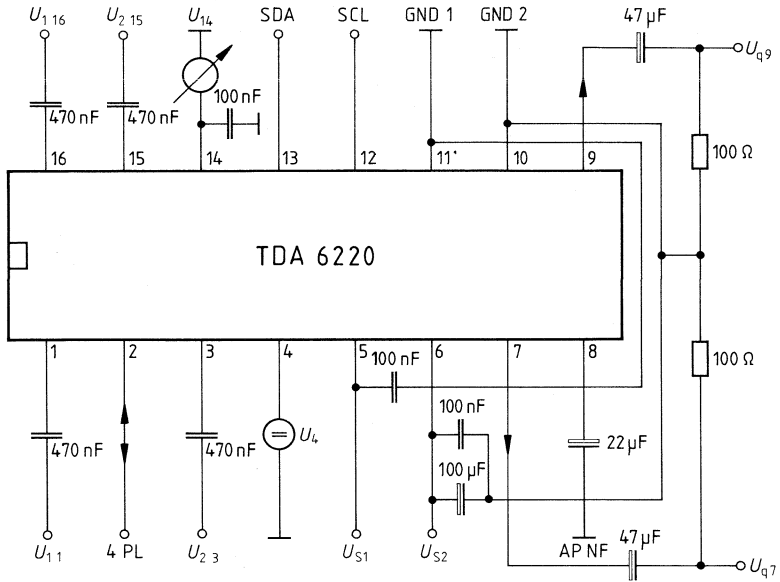 U1 16 U2 15 U14 SDA SCL GND 1 GND 2 47 µF
Uq9
100 nF
470 nF 470 nF
16 15 14 13 12 11' 10 9
100 Ω
TDA 6220
1 2 3 4 5 6 7 8
100 nF 100 Ω
100 nF
470 nF 470 nF = U4 22 µF
100 µF
U1 1 4 PL U2 3 US1 US2 AP NF 47 µF
Uq7